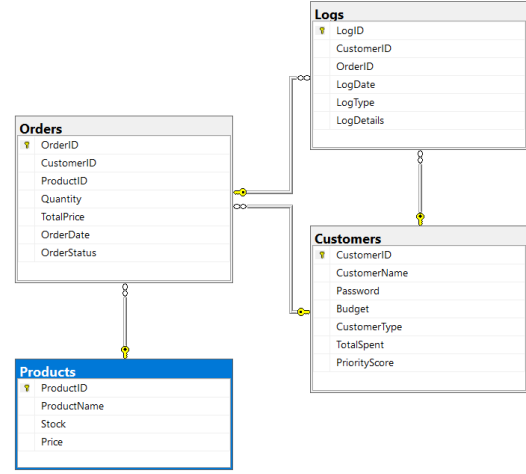 Logs
LogID
CustomerID
OrderID
LogDate
LogType
LogDetails
Orders
OrderID
CustomerID
ProductID
Quantity
TotalPrice
OrderDate
OrderStatus
Customers
CustomerID
CustomerName
Password
Budget
CustomerType
TotalSpent
PriorityScore
Products
ProductID
ProductName
Stock
Price